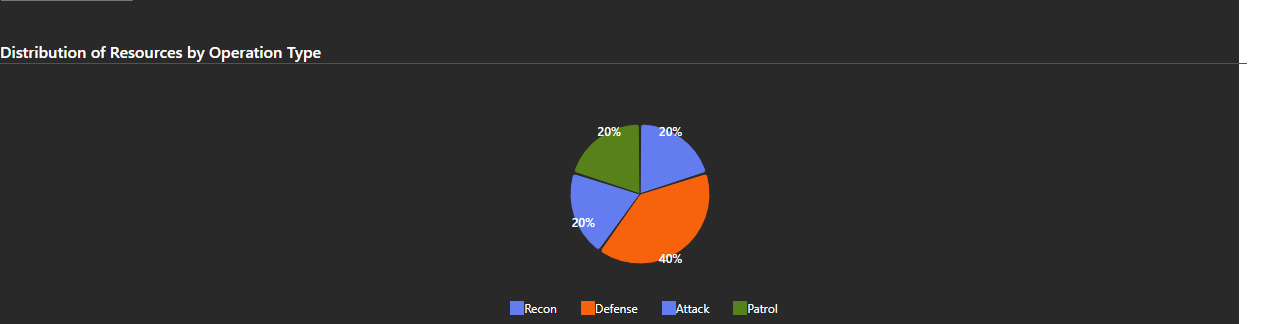 Distribution of Resources by Operation Type
20% 20%
20%
40%
Recon Defense Attack Patrol